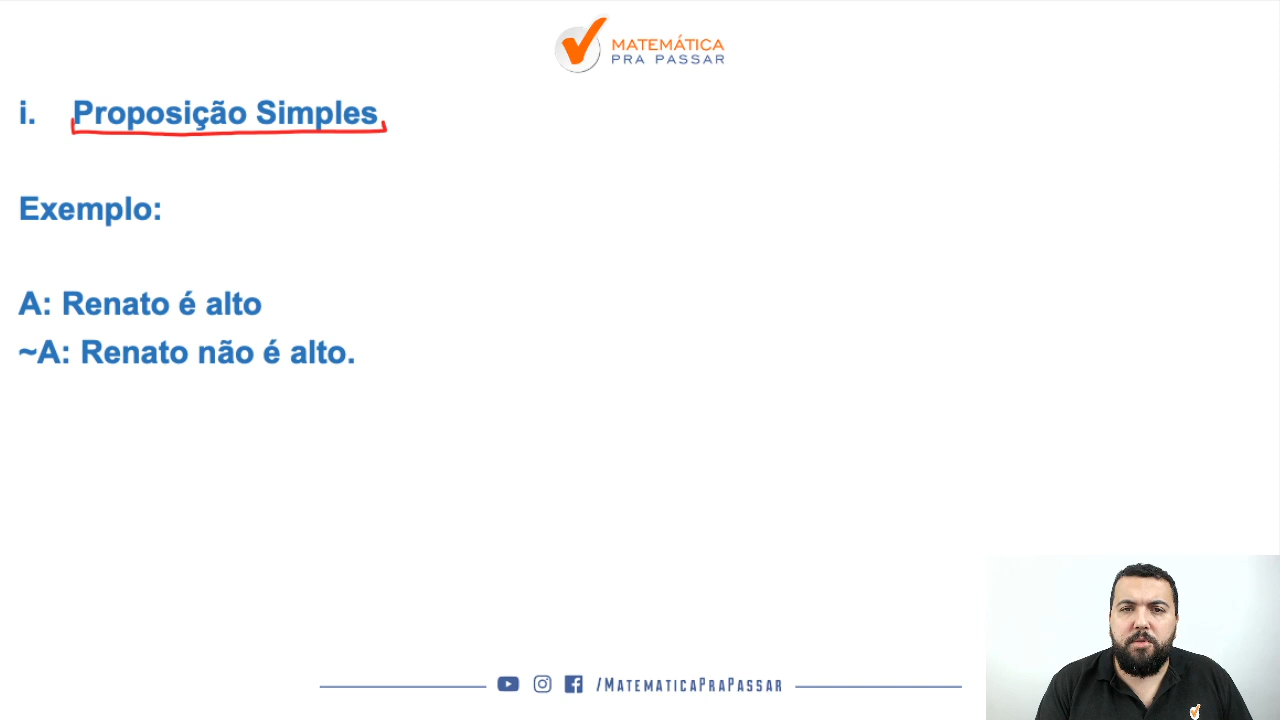 MATEMÁTICA
PRA PASSAR
i. Proposição Simples
Exemplo:
A: Renato é alto
~A: Renato não é alto.
/MATEMATICAPRAPASSAR